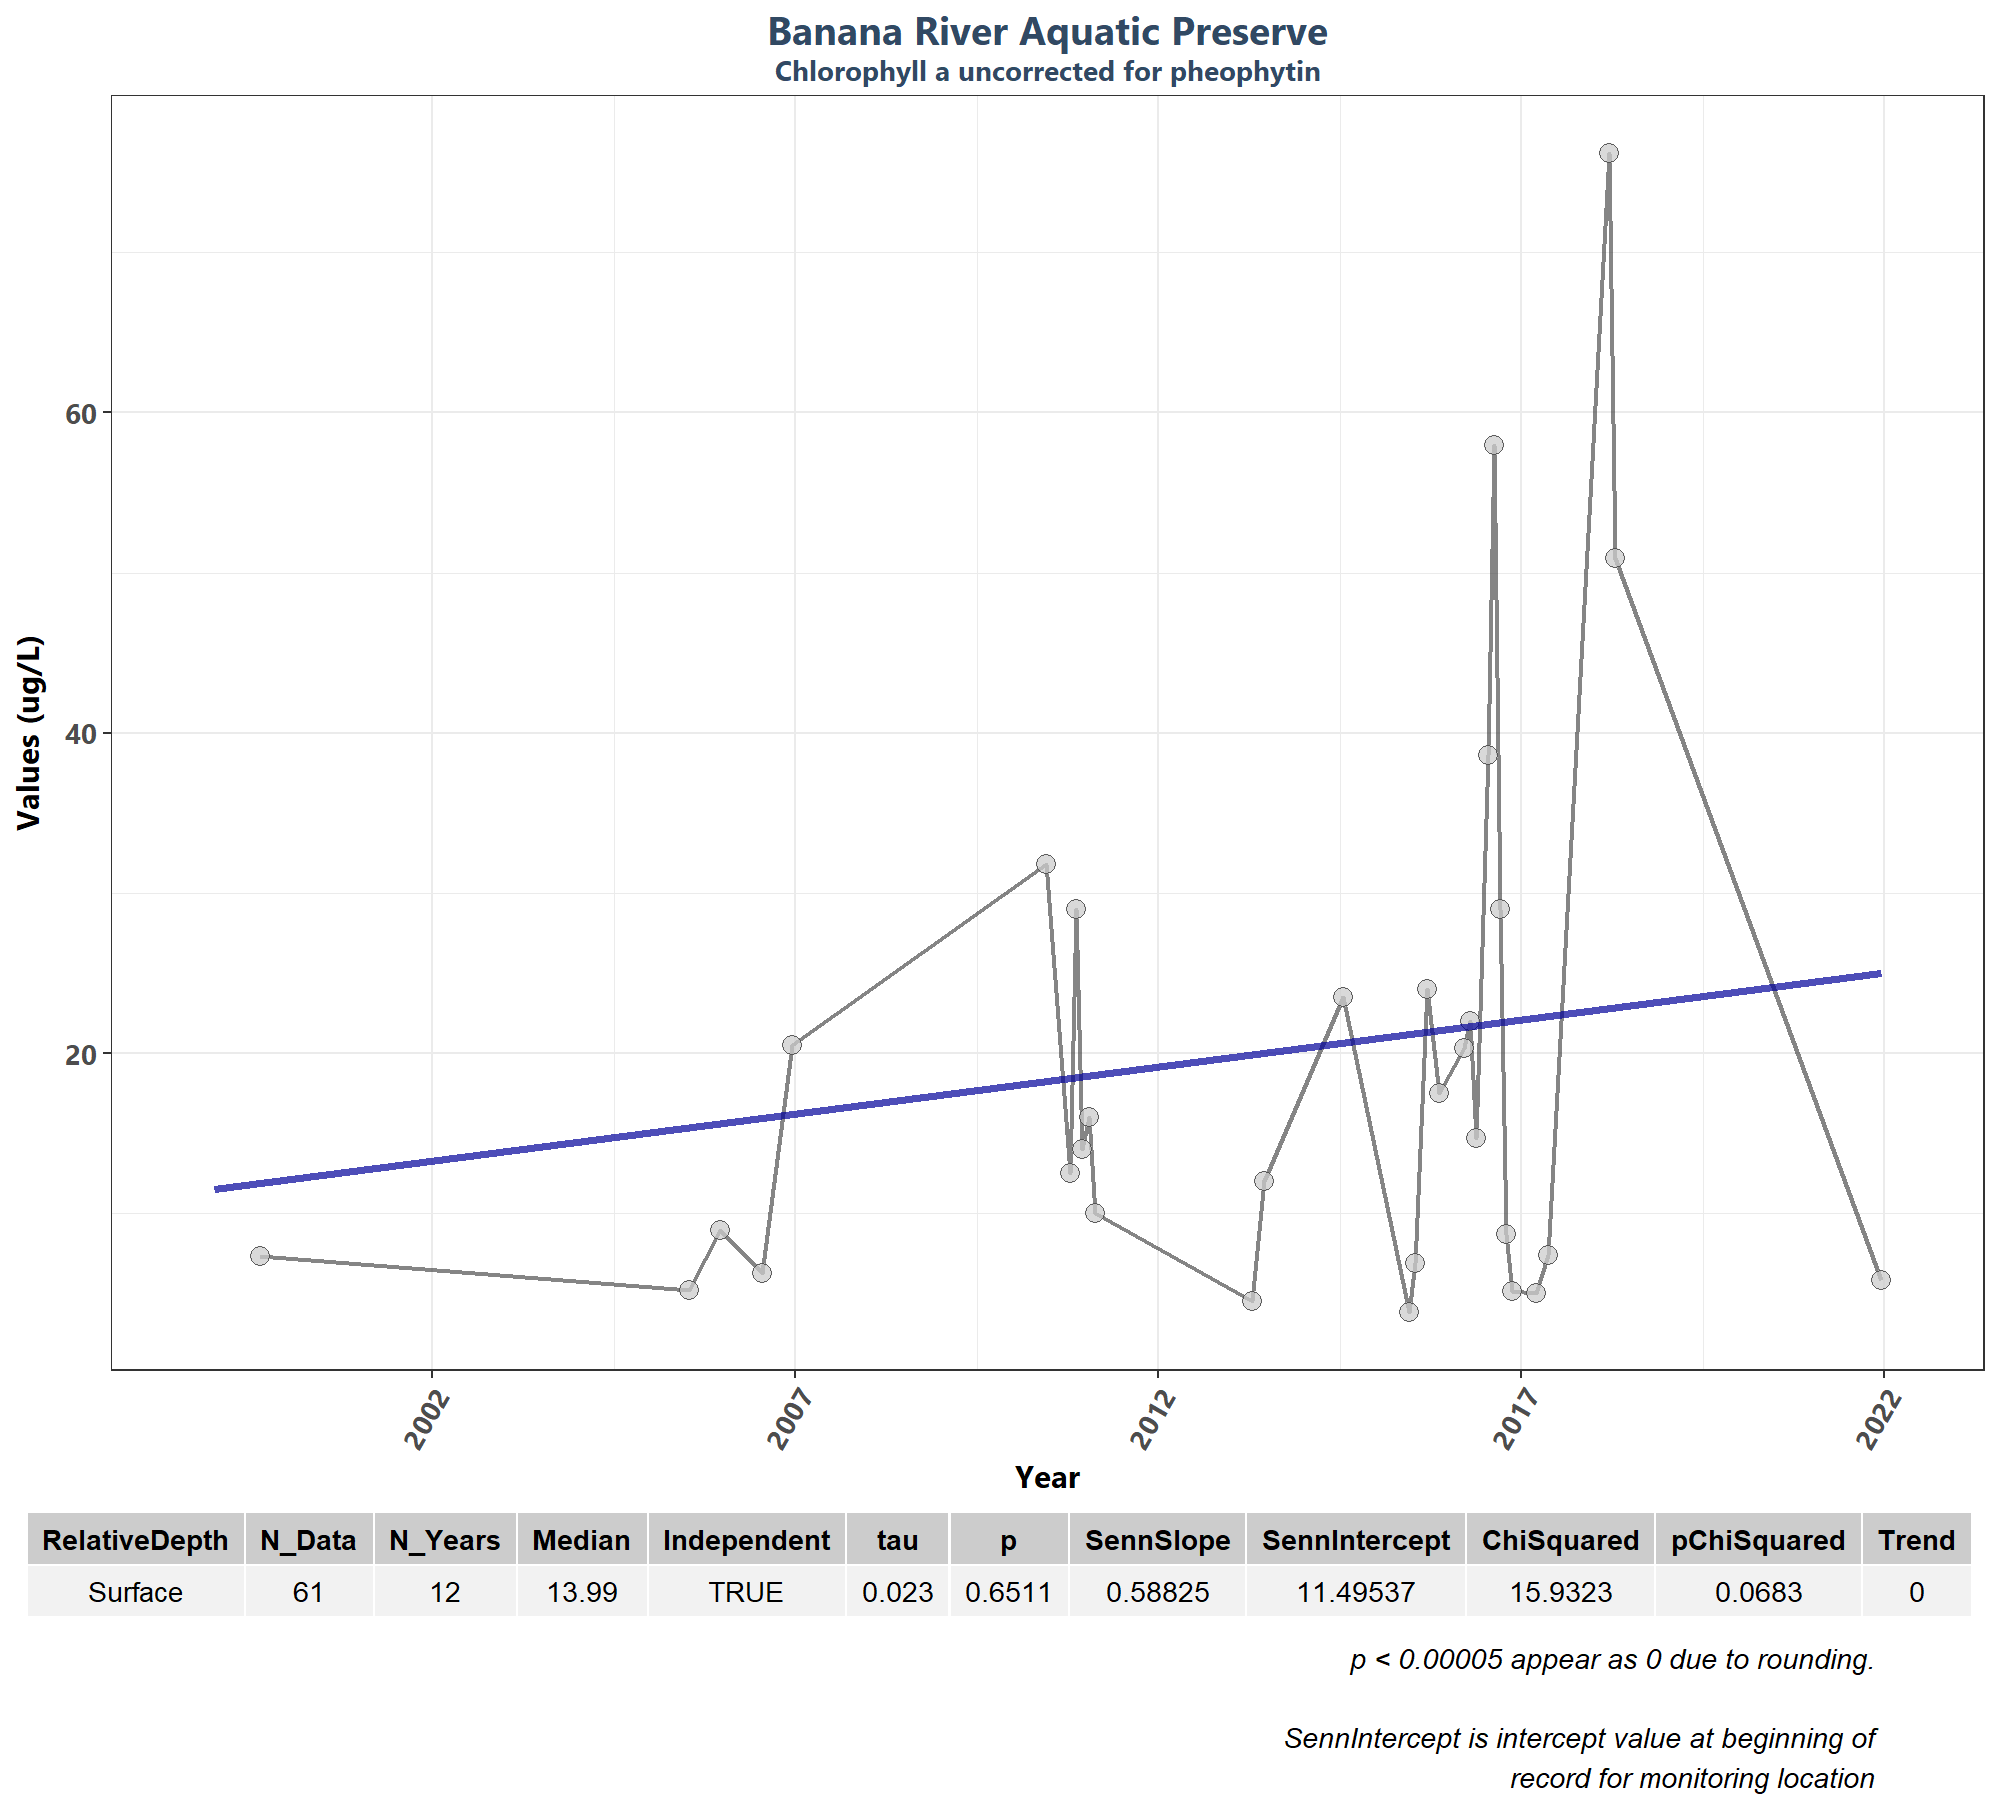 Banana River Aquatic Preserve
Chlorophyll a uncorrected for pheophytin
Values (ug/L)
60
40
20
2002 2007 2012 2017 2022
Year
RelativeDepth N_Data N_Years Median Independent tau p SennSlope SennIntercept ChiSquared pChiSquared Trend
Surface 61 12 13.99 TRUE 0.023 0.6511 0.58825 11.49537 15.9323 0.0683 0
p < 0.00005 appear as 0 due to rounding.
SennIntercept is intercept value at beginning of
record for monitoring location